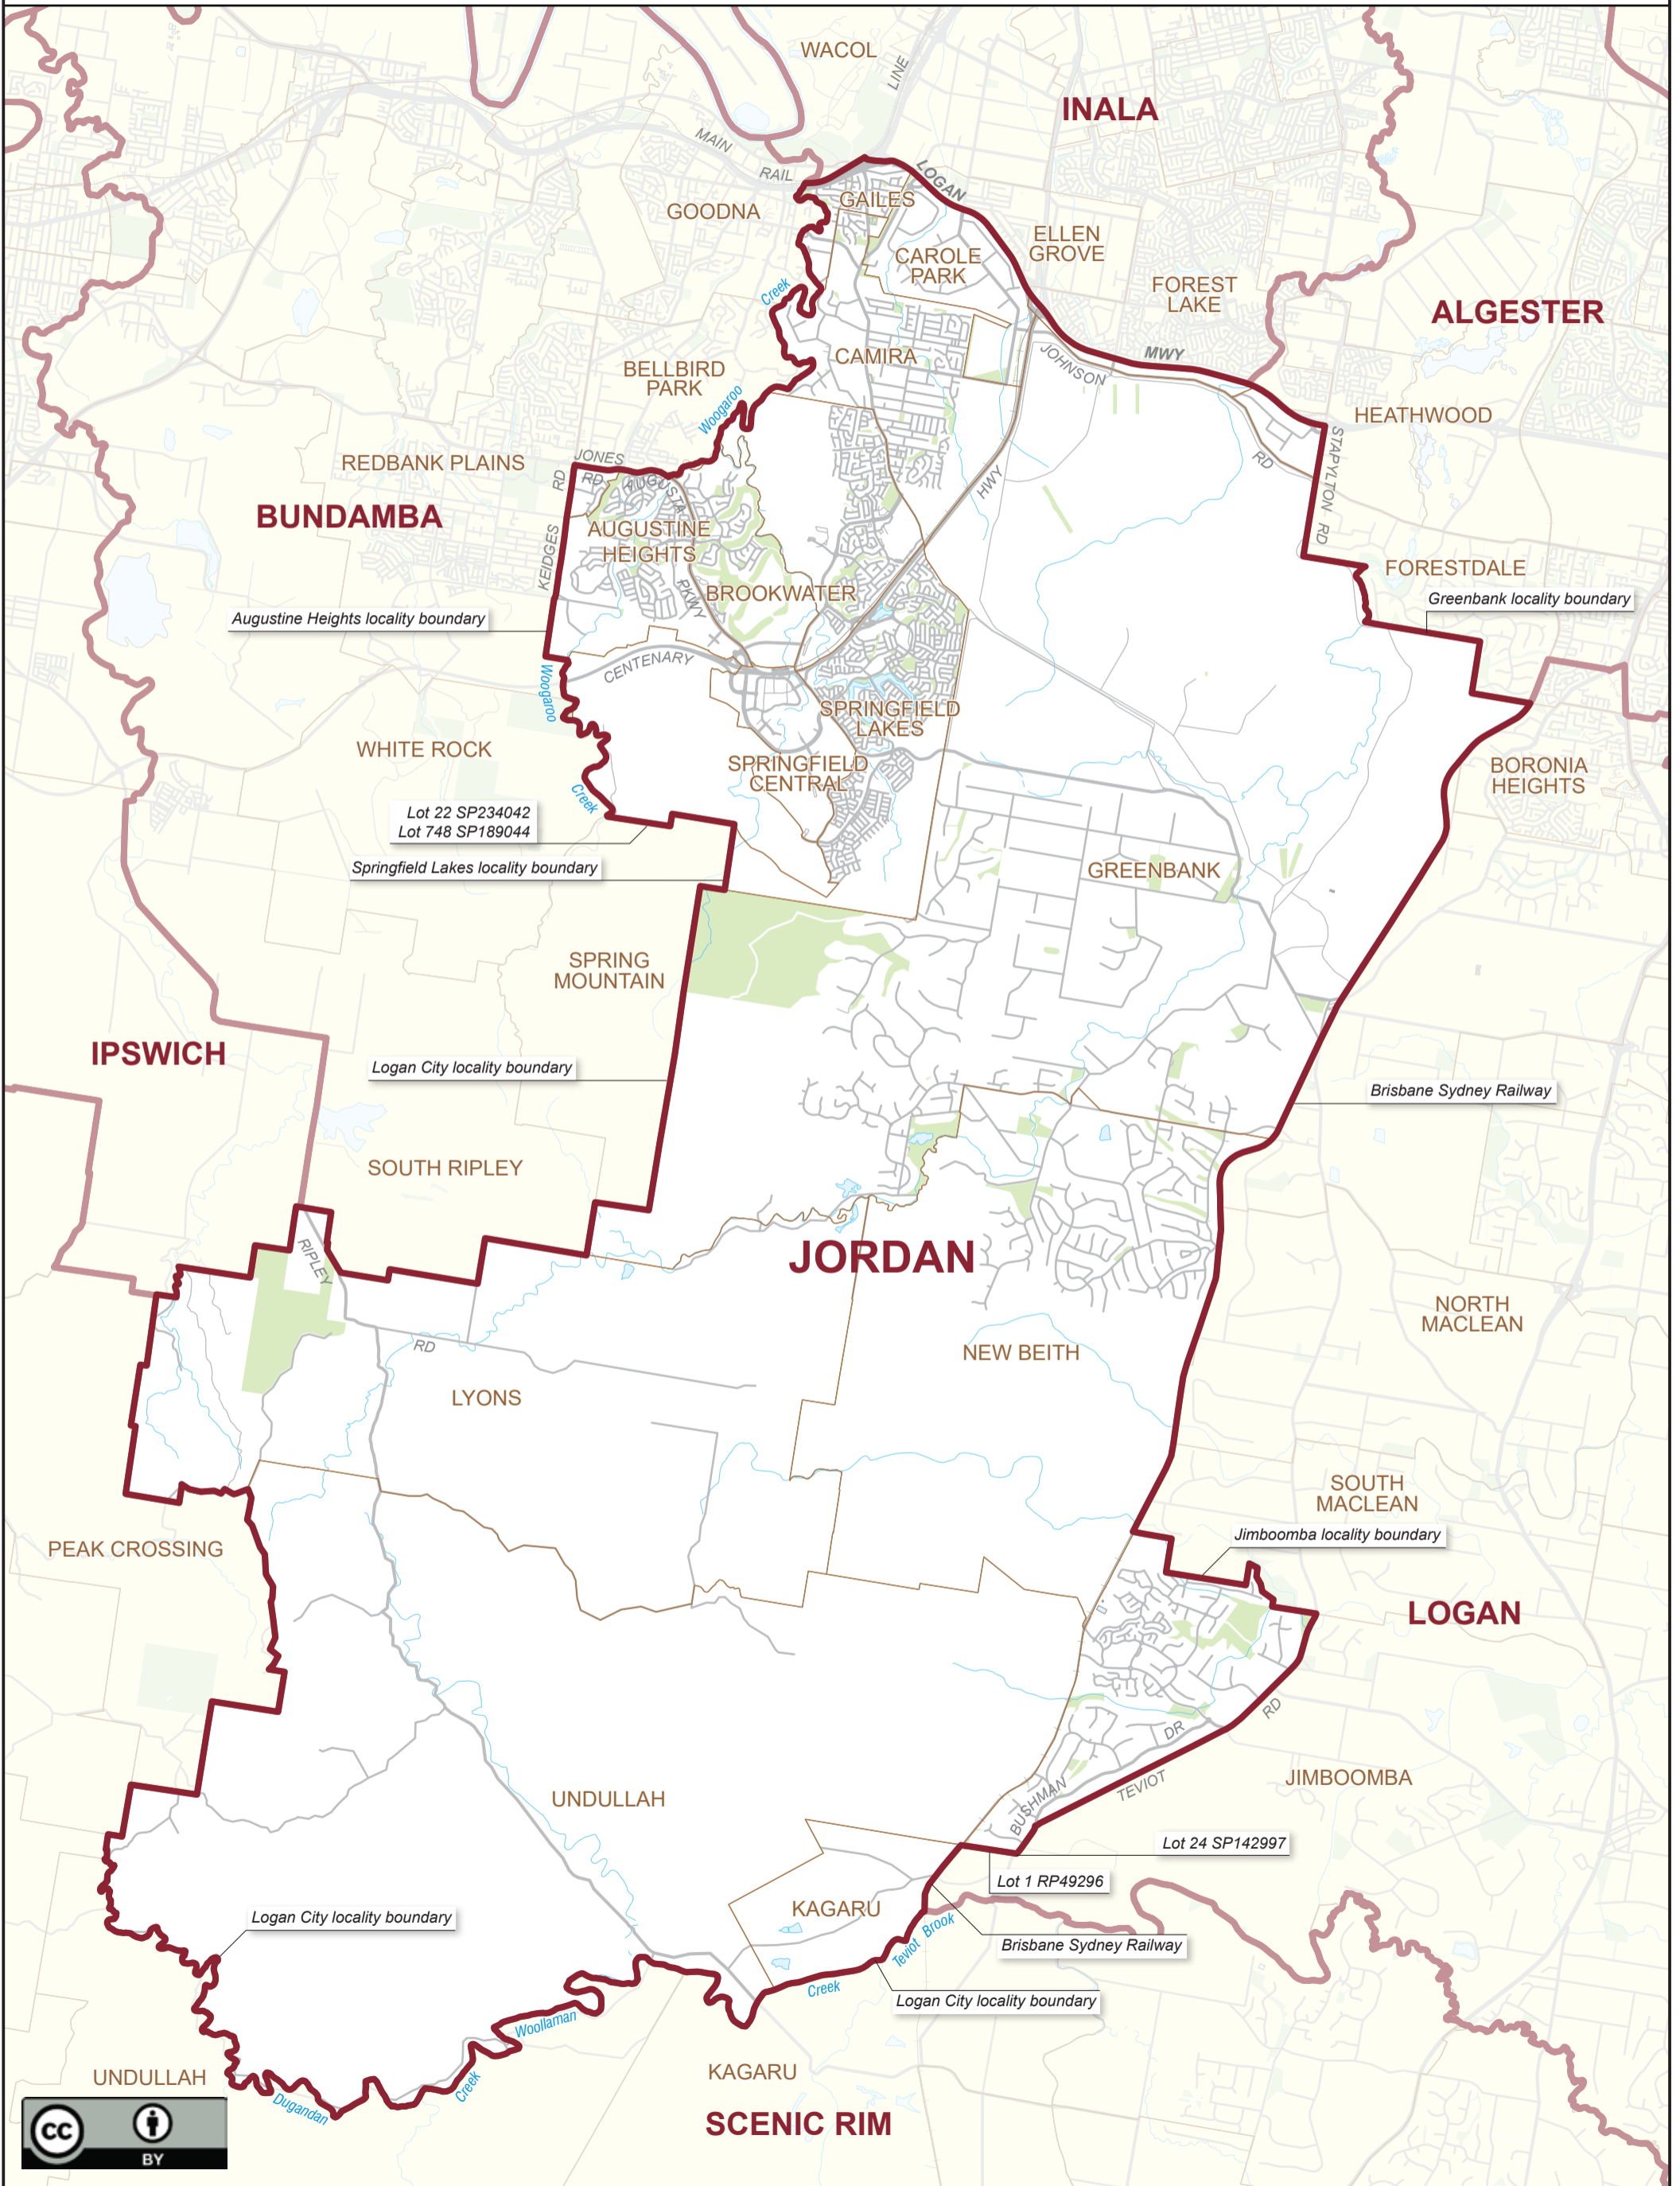 WACOL
LINE
INALA
MAIN
RAIL
LOGAN
GAILES
GOODNA
ELLEN
GROVE
CAROLE
PARK
FOREST
LAKE
Creek
ALGESTER
CAMIRA
MWY
JOHNSON
BELLBIRD
PARK
Woogaroo
HEATHWOOD
JONES
RD
REDBANK PLAINS
RD
RD
AUGUSTA
HWY
STAPYLTON
RD
BUNDAMBA
AUGUSTINE
HEIGHTS
KEIDGES
PKWY
BROOKWATER
FORESTDALE
Greenbank locality boundary
Augustine Heights locality boundary
CENTENARY
Woogaroo
SPRINGFIELD
LAKES
WHITE ROCK
SPRINGFIELD
CENTRAL
BORONIA
HEIGHTS
Creek
Lot 22 SP234042
Lot 748 SP189044
Springfield Lakes locality boundary
GREENBANK
SPRING
MOUNTAIN
IPSWICH
Logan City locality boundary
Brisbane Sydney Railway
SOUTH RIPLEY
RIPLEY
JORDAN
NORTH
MACLEAN
RD
NEW BEITH
LYONS
SOUTH
MACLEAN
Jimboomba locality boundary
PEAK CROSSING
LOGAN
RD
DR
JIMBOOMBA
TEVIOT
BUSHMAN
UNDULLAH
Lot 24 SP142997
Lot 1 RP49296
KAGARU
Logan City locality boundary
Teviot Brook
Brisbane Sydney Railway
Creek
Logan City locality boundary
Woollaman
KAGARU
UNDULLAH
Creek
Dugandan
SCENIC RIM
cc
BY